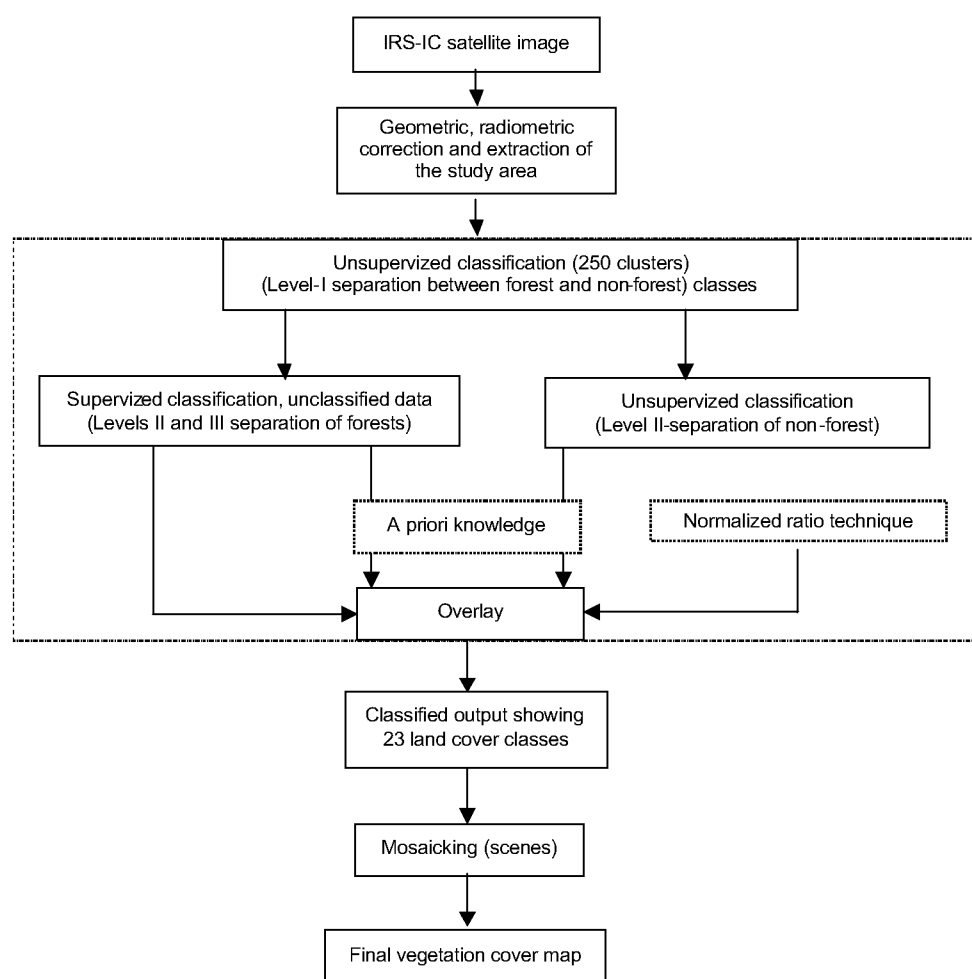 IRS-IC satellite image
Geometric, radiometric
correction and extraction of
the study area
Unsupervized classification (250 clusters)
(Level-I separation between forest and non-forest) classes
Supervized classification, unclassified data
(Levels II and III separation of forests)
Unsupervized classification
(Level II-separation of non-forest)
A priori knowledge
Normalized ratio technique
Overlay
Classified output showing
23 land cover classes
Mosaicking (scenes)
Final vegetation cover map